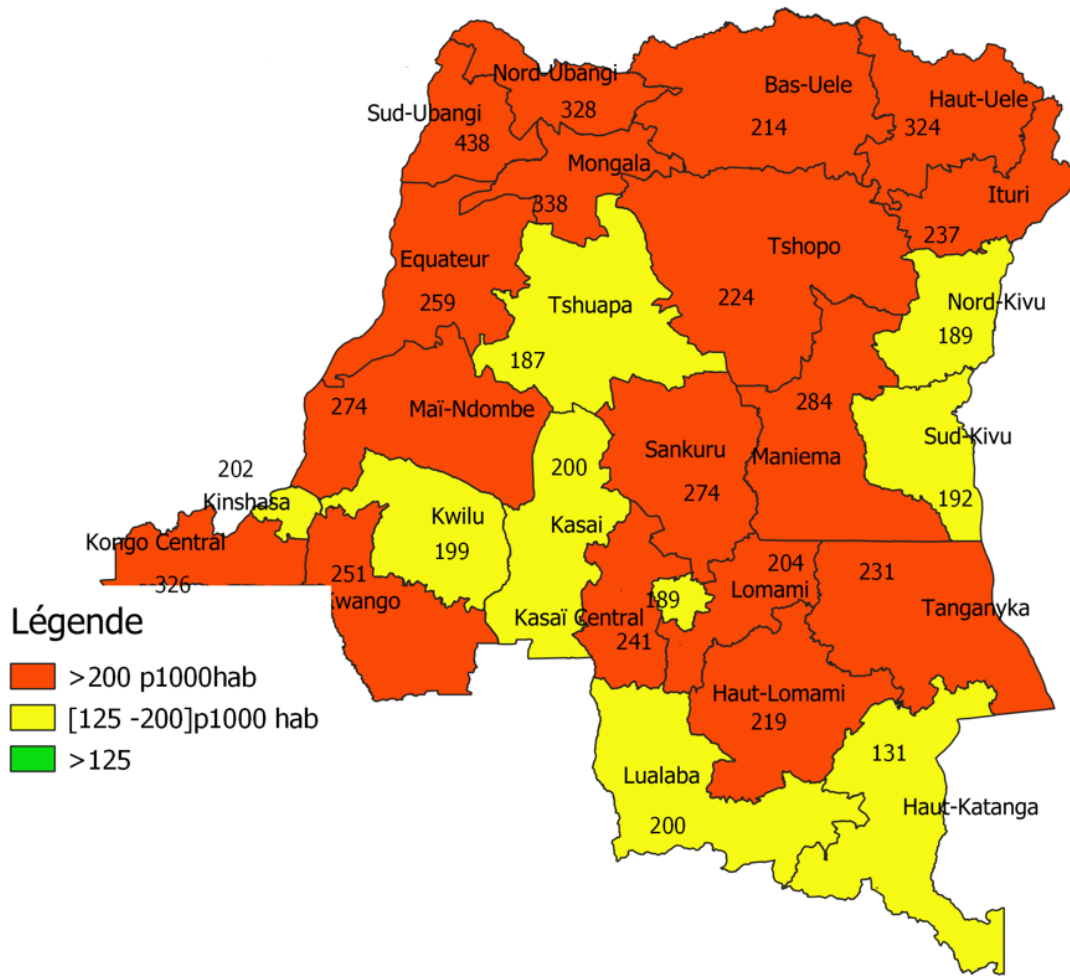 Nord-Ubangi
328
Bas-Uele
214
Haut-Uele
324
Sud-Ubangi
438
Mongala
338
Ituri
237
Equateur
259
Tshopo
224
Tshuapa
187
Nord-Kivu
189
274
Maï-Ndombe
284
Maniema
Sud-Kivu
192
Sankuru
274
200
Kasai
202
Kinshasa
Kwilu
199
Kongo Central
326
251
Kwango
Kasaï Central
241
189
204
Lomami
231
Tanganyka
Haut-Lomami
219
Lualaba
200
131
Haut-Katanga
Légende
>200 p1000hab
[125 -200]p1000 hab
>125